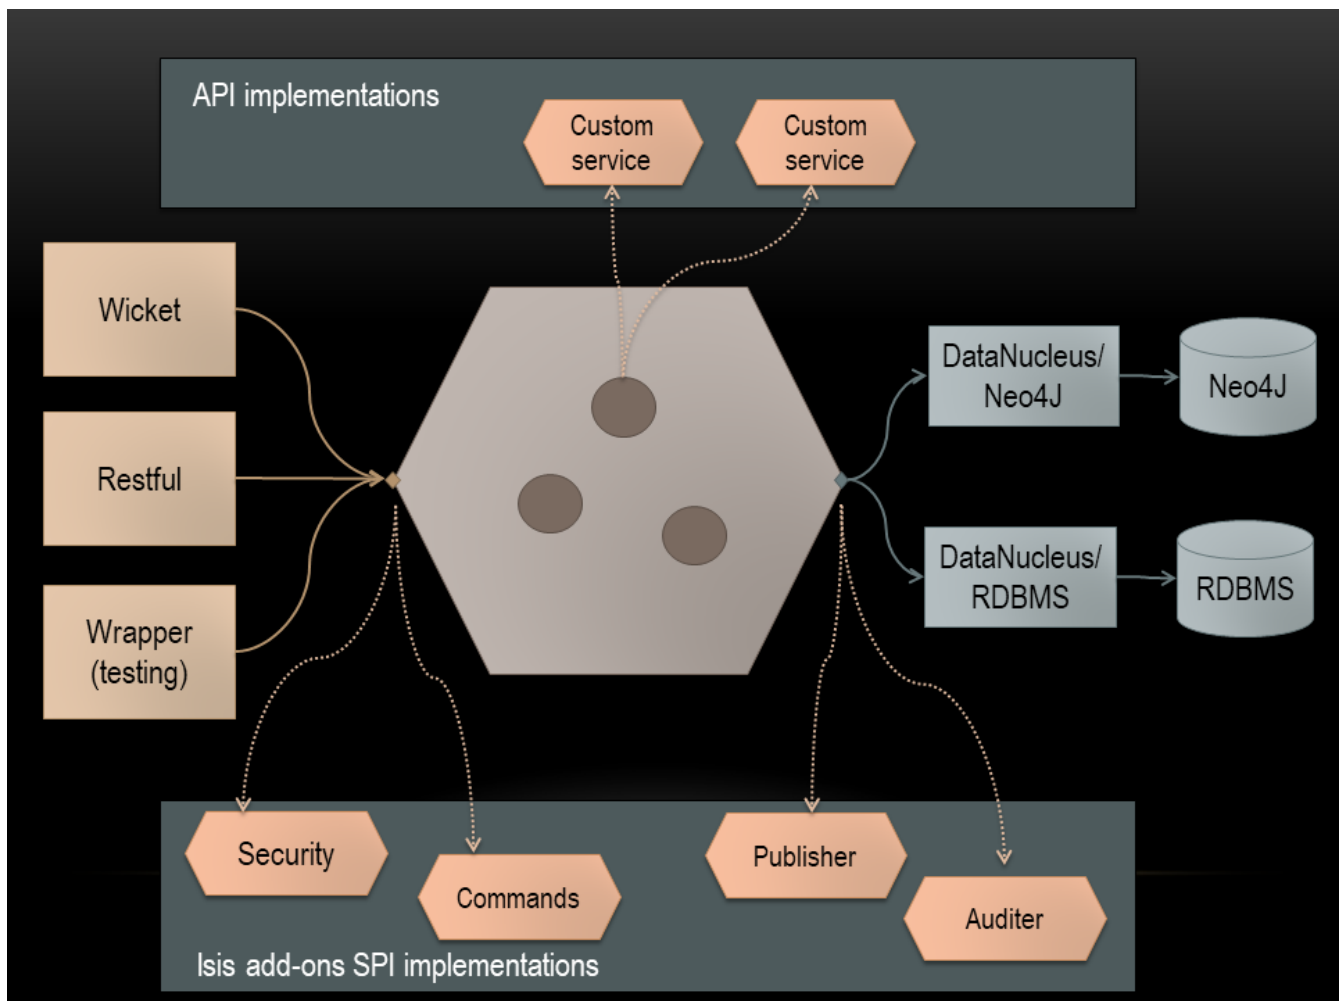 API implementations
Custom
service
Custom
service
Wicket
DataNucleus/
Neo4J
Neo4J
Restful
DataNucleus/
RDBMS
RDBMS
Wrapper
(testing)
Security
Commands
Publisher
Auditer
Isis add-ons SPI implementations